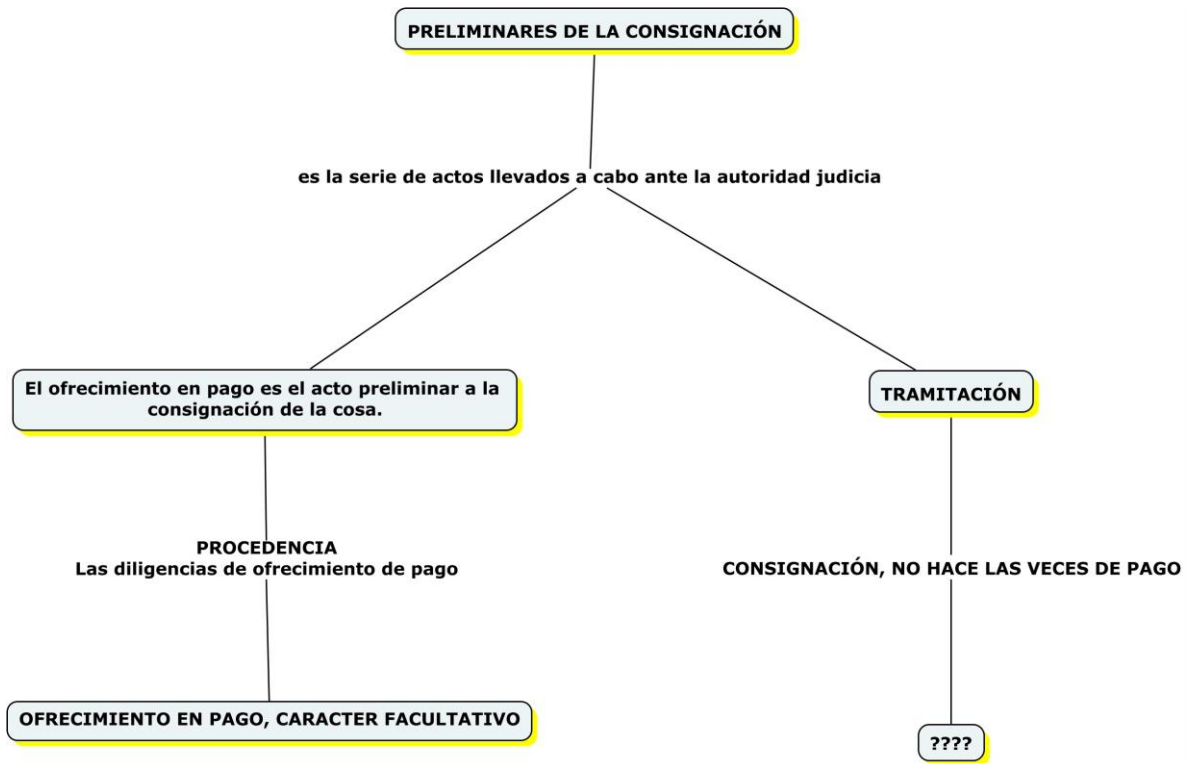 PRELIMINARES DE LA CONSIGNACIÓN
es la serie de actos llevados a cabo ante la autoridad judicia
El ofrecimiento en pago es el acto preliminar a la
consignación de la cosa.
TRAMITACIÓN
PROCEDENCIA
Las diligencias de ofrecimiento de pago
CONSIGNACIÓN, NO HACE LAS VECES DE PAGO
OFRECIMIENTO EN PAGO, CARACTER FACULTATIVO
????